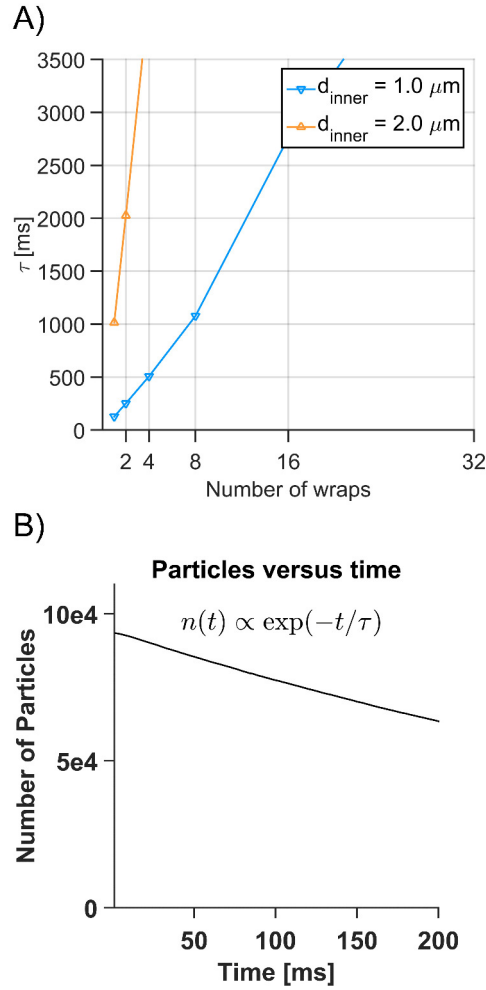 A)
3500
3000
2500
2000
1500
1000
500
0
τ [ms]
d_inner = 1.0 μm
d_inner = 2.0 μm
2 4 8 16 32
Number of wraps
B)
Particles versus time
n(t) ∝ exp(−t/τ)
10e4
5e4
0
Number of Particles
50 100 150 200
Time [ms]